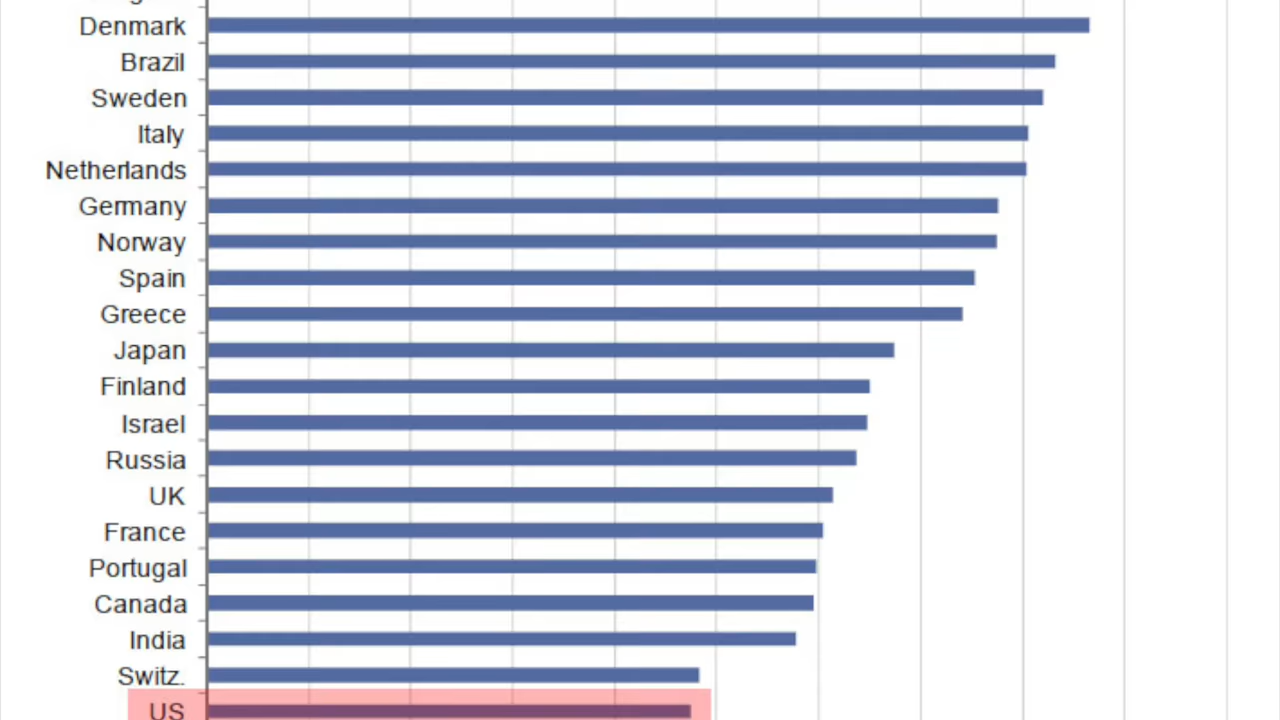 Denmark
Brazil
Sweden
Italy
Netherlands
Germany
Norway
Spain
Greece
Japan
Finland
Israel
Russia
UK
France
Portugal
Canada
India
Switz.
US